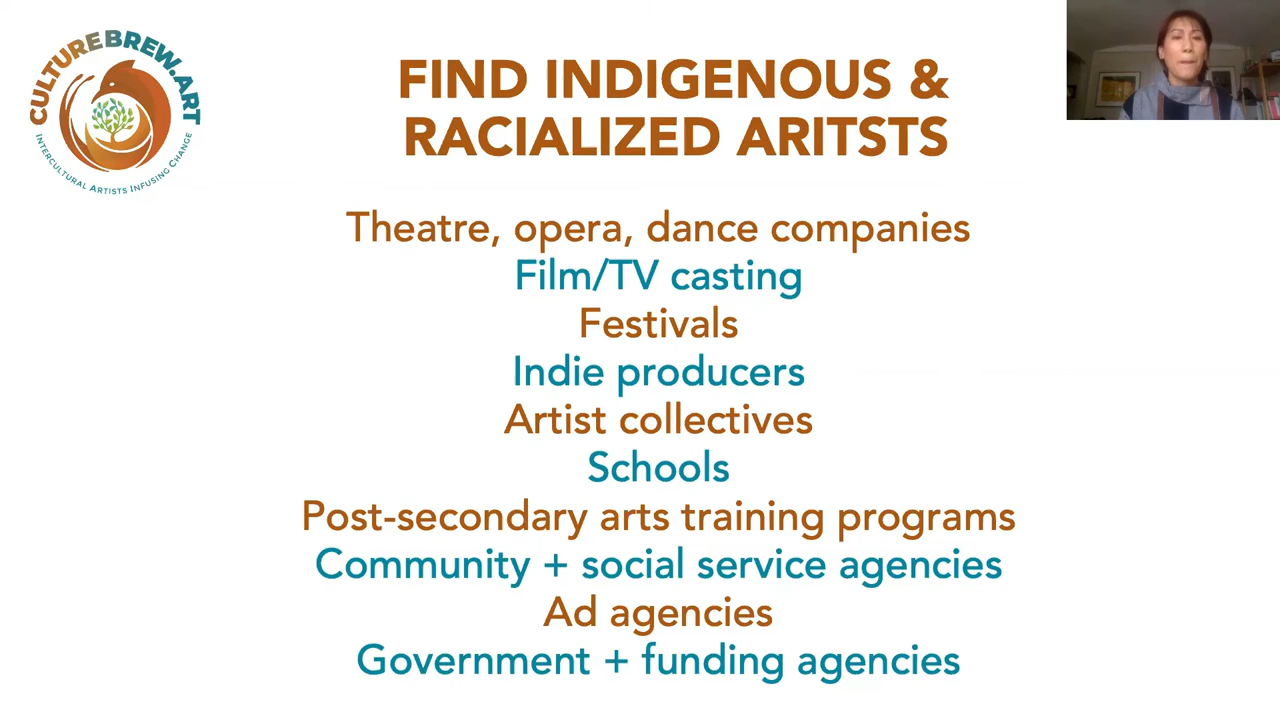 CULTUREBREW.ART
INTERCULTURAL ARTISTS INFUSING CHANGE
FIND INDIGENOUS &
RACIALIZED ARITSTS
Theatre, opera, dance companies
Film/TV casting
Festivals
Indie producers
Artist collectives
Schools
Post-secondary arts training programs
Community + social service agencies
Ad agencies
Government + funding agencies